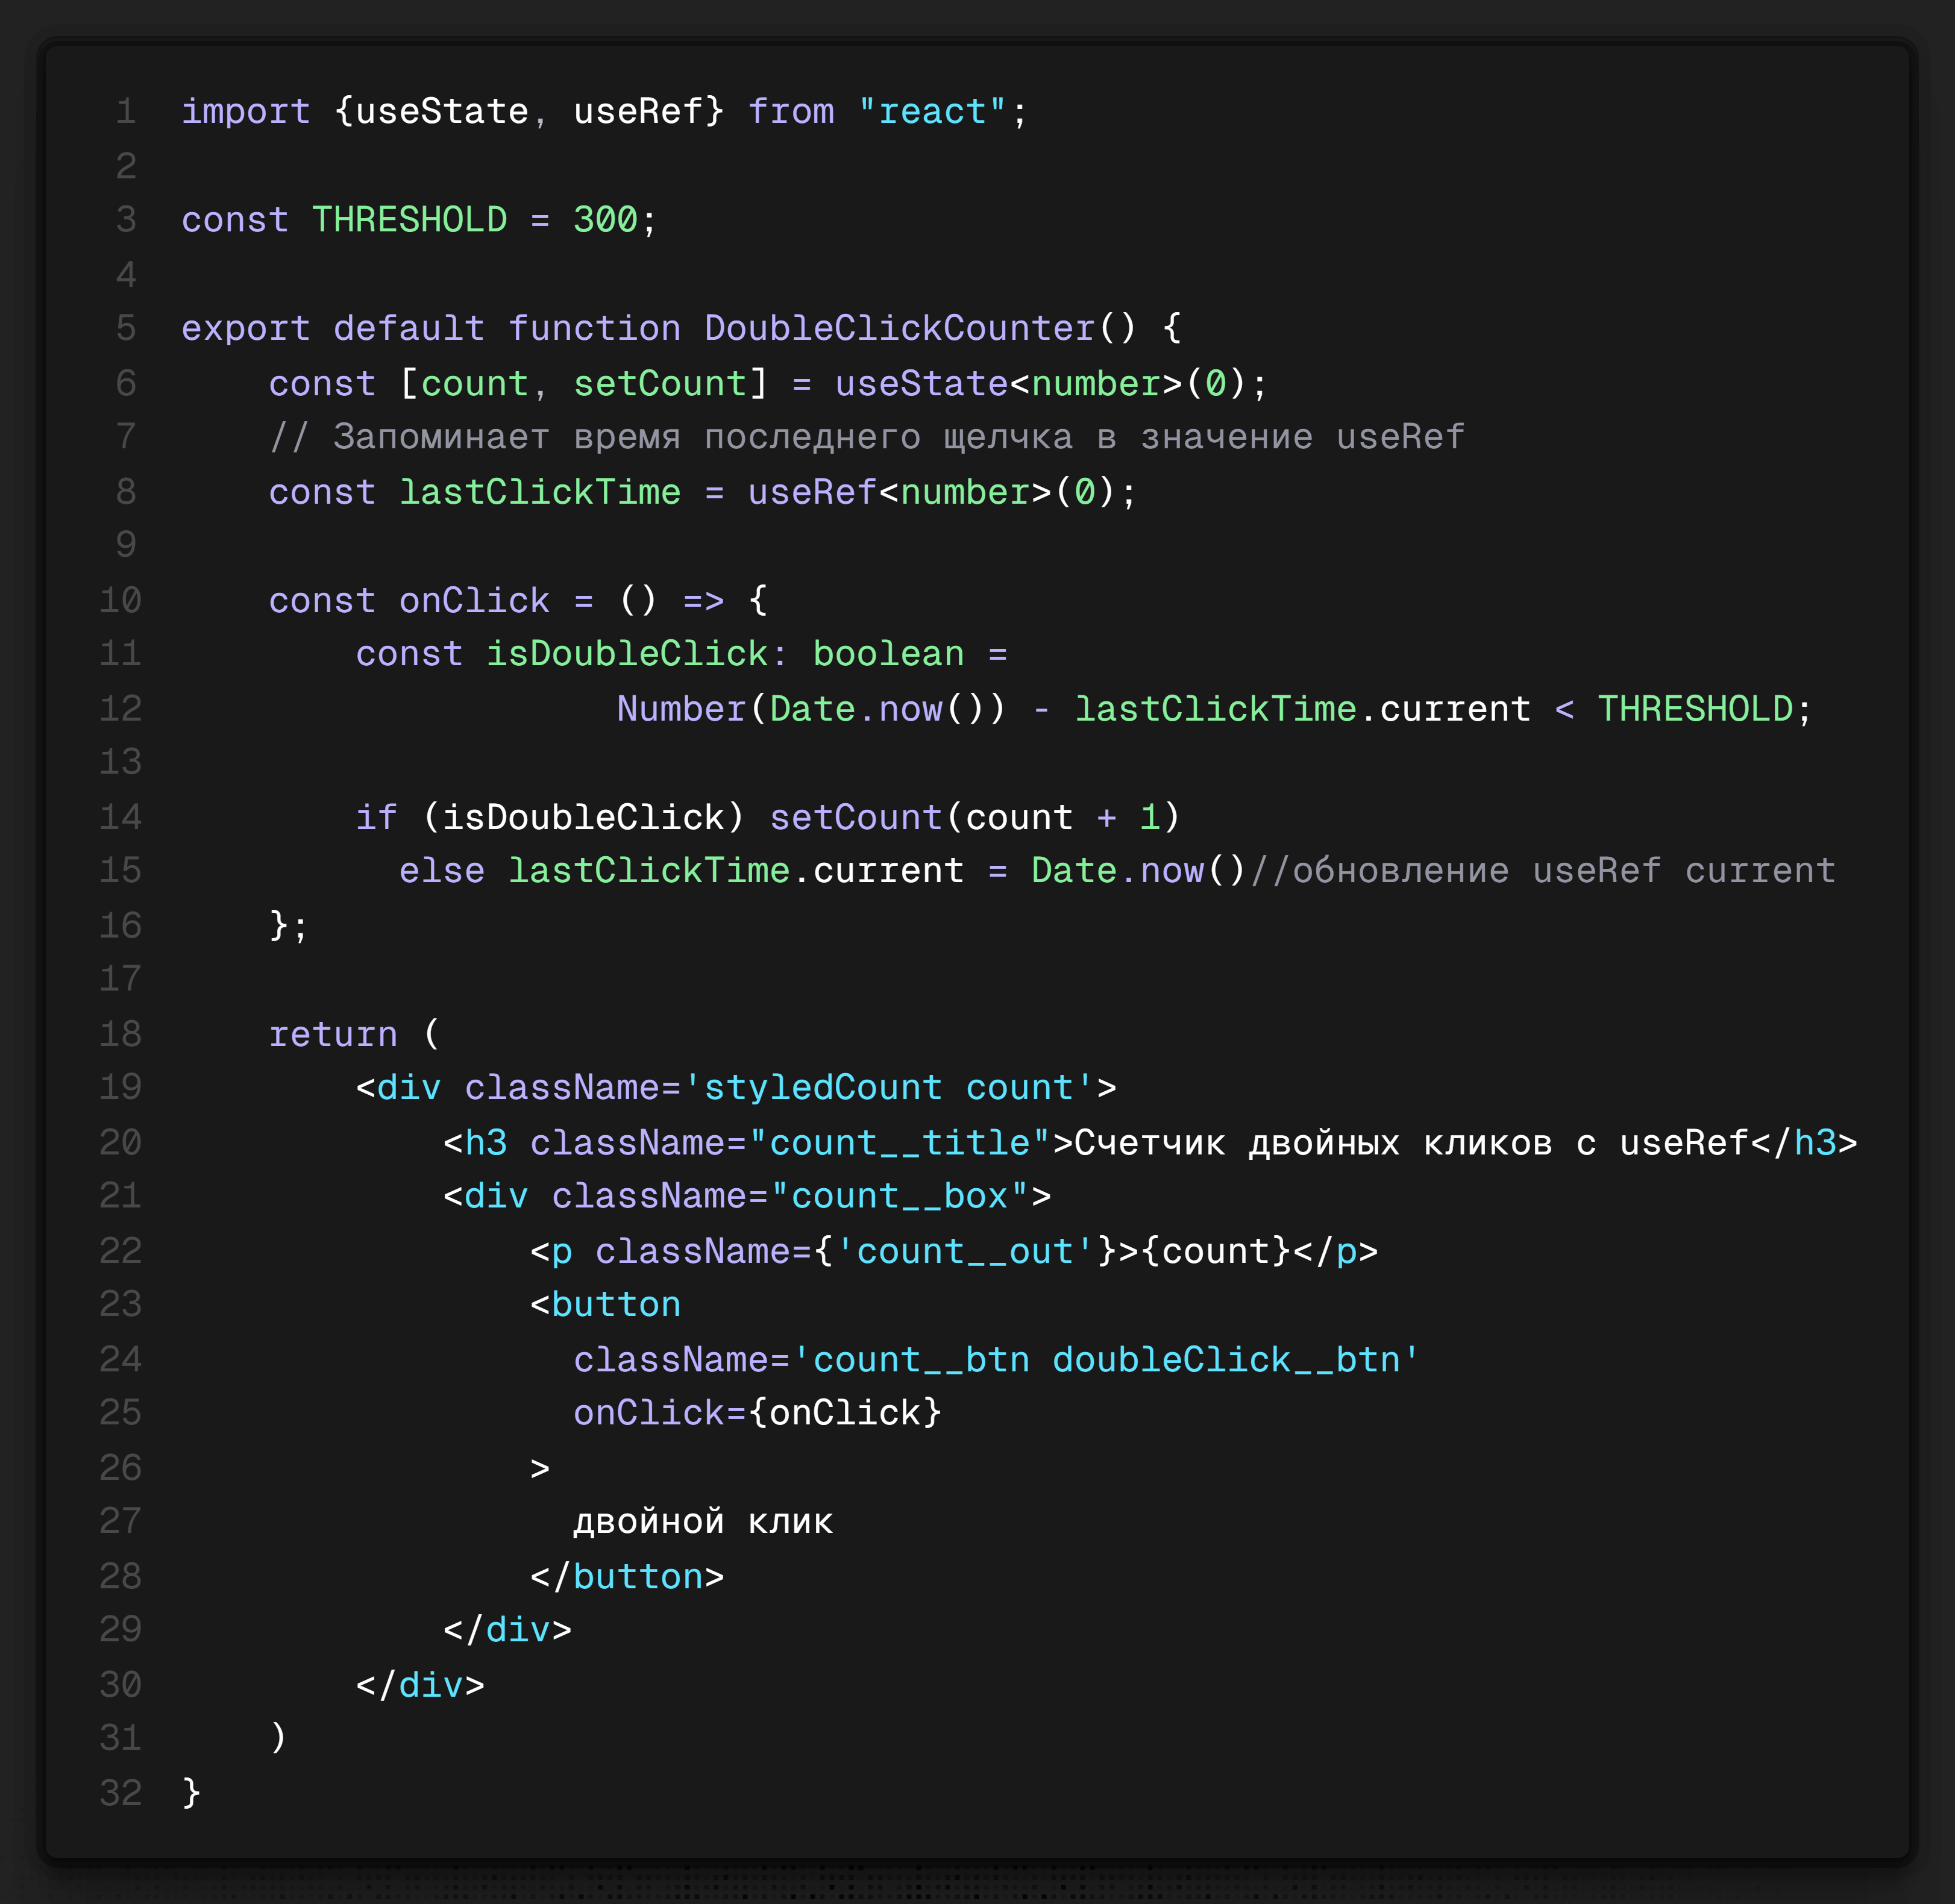 1 import {useState, useRef} from "react";
2
3 const THRESHOLD = 300;
4
5 export default function DoubleClickCounter() {
6     const [count, setCount] = useState<number>(0);
7     // Запоминает время последнего щелчка в значение useRef
8     const lastClickTime = useRef<number>(0);
9
10     const onClick = () => {
11         const isDoubleClick: boolean =
12                     Number(Date.now()) - lastClickTime.current < THRESHOLD;
13
14         if (isDoubleClick) setCount(count + 1)
15           else lastClickTime.current = Date.now()//обновление useRef current
16     };
17
18     return (
19         <div className='styledCount count'>
20             <h3 className="count__title">Счетчик двойных кликов с useRef</h3>
21             <div className="count__box">
22                 <p className={'count__out'}>{count}</p>
23                 <button
24                   className='count__btn doubleClick__btn'
25                   onClick={onClick}
26                 >
27                   двойной клик
28                 </button>
29             </div>
30         </div>
31     )
32 }